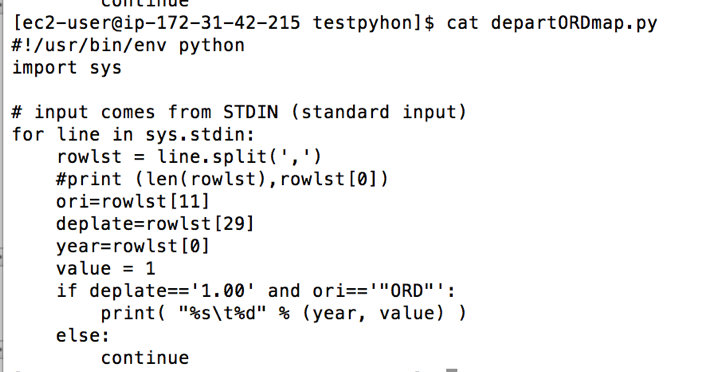 continue
[ec2-user@ip-172-31-42-215 testpyhon]$ cat departORDmap.py
#!/usr/bin/env python
import sys

# input comes from STDIN (standard input)
for line in sys.stdin:
    rowlst = line.split(',')
    #print (len(rowlst),rowlst[0])
    ori=rowlst[11]
    deplate=rowlst[29]
    year=rowlst[0]
    value = 1
    if deplate=='1.00' and ori=='"ORD"':
        print( "%s\t%d" % (year, value) )
    else:
        continue